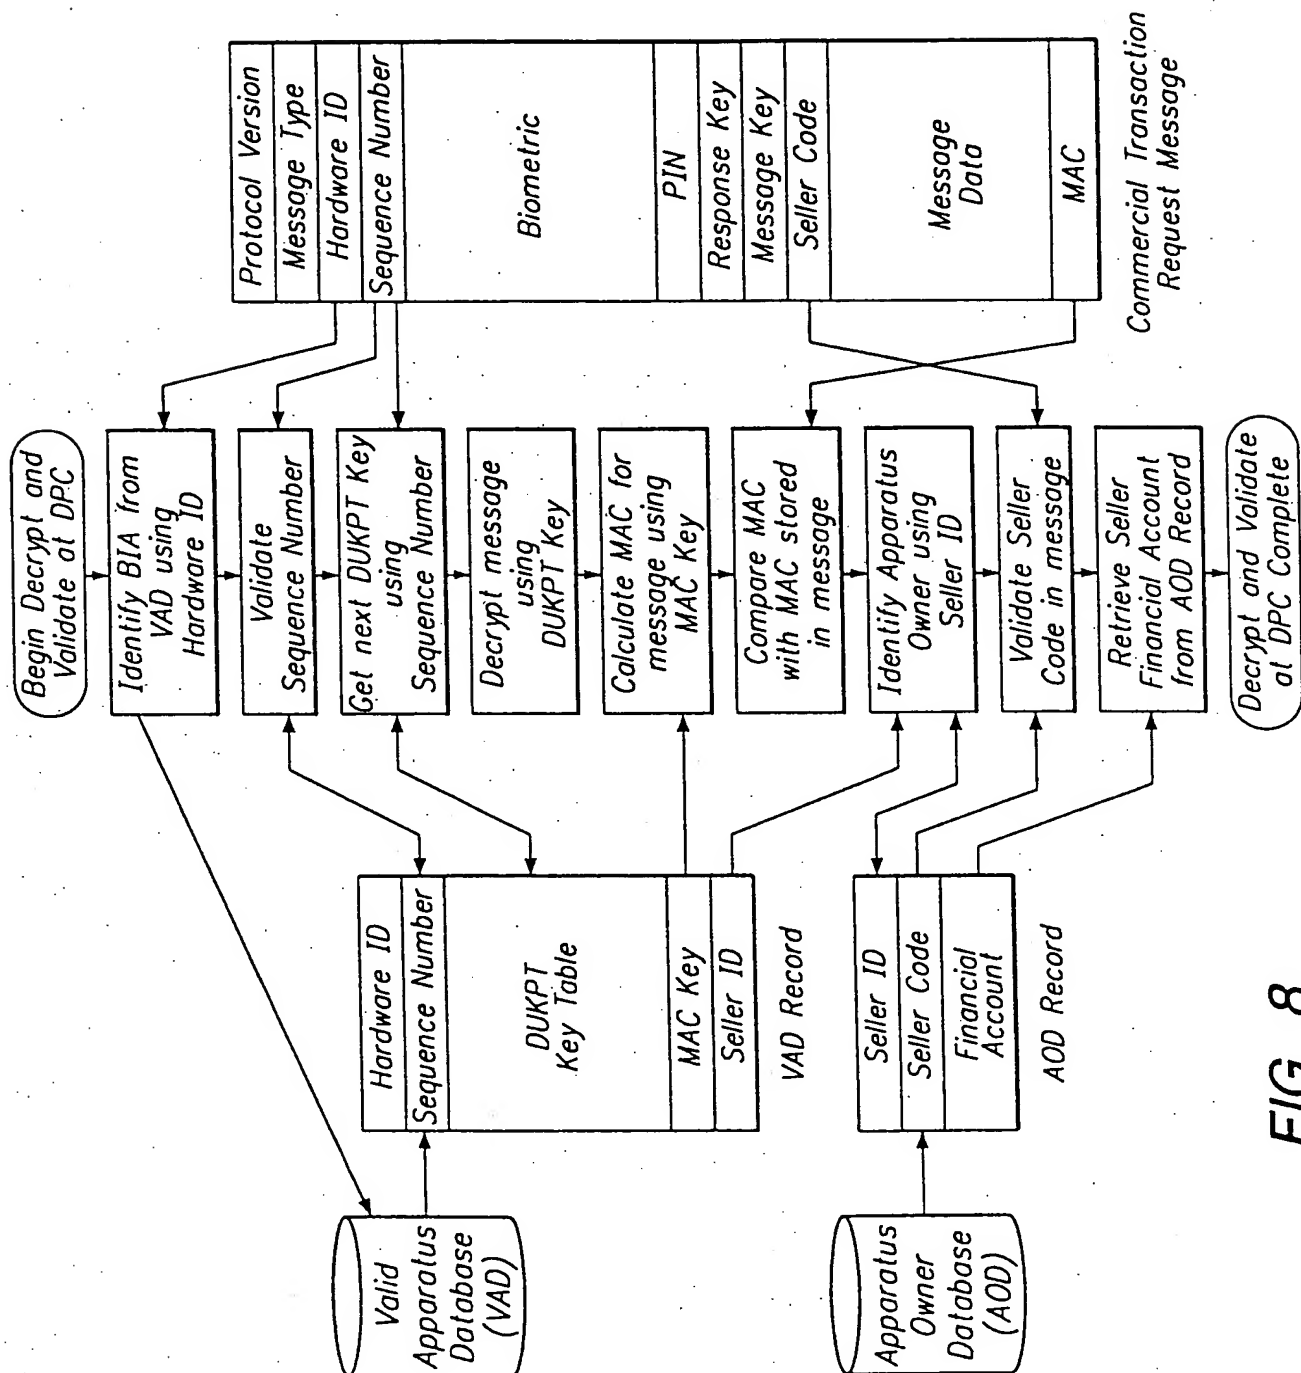 Begin Decrypt and
Validate at DPC
Identify BIA from
VAD using
Hardware ID
Validate
Sequence Number
Get next DUKPT Key
using
Sequence Number
Decrypt message
using
DUKPT Key
Calculate MAC for
message using
MAC Key
Compare MAC
with MAC stored
in message
Identify Apparatus
Owner using
Seller ID
Validate Seller
Code in message
Retrieve Seller
Financial Account
from AOD Record
Decrypt and Validate
at DPC Complete
Protocol Version
Message Type
Hardware ID
Sequence Number
Biometric
PIN
Response Key
Message Key
Seller Code
Message
Data
MAC
Commercial Transaction
Request Message
Hardware ID
Sequence Number
DUKPT
Key Table
MAC Key
Seller ID
VAD Record
Seller ID
Seller Code
Financial
Account
AOD Record
Valid
Apparatus
Database
(VAD)
Apparatus
Owner
Database
(AOD)
FIG. 8